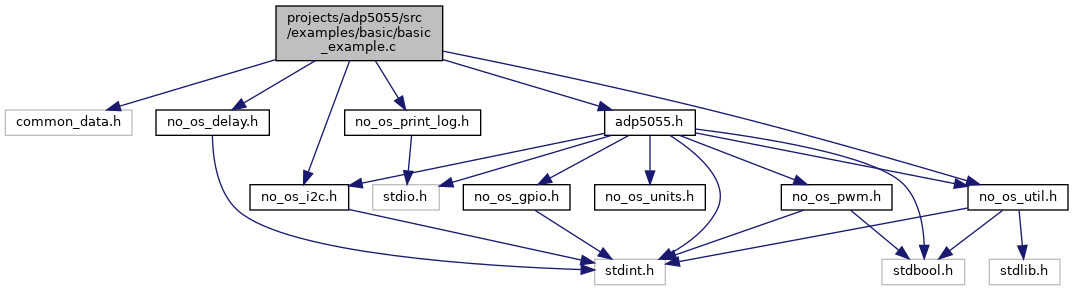 projects/adp5055/src
/examples/basic/basic
_example.c
common_data.h
no_os_delay.h
no_os_print_log.h
adp5055.h
no_os_i2c.h
stdio.h
no_os_gpio.h
no_os_units.h
no_os_pwm.h
no_os_util.h
stdint.h
stdbool.h
stdlib.h